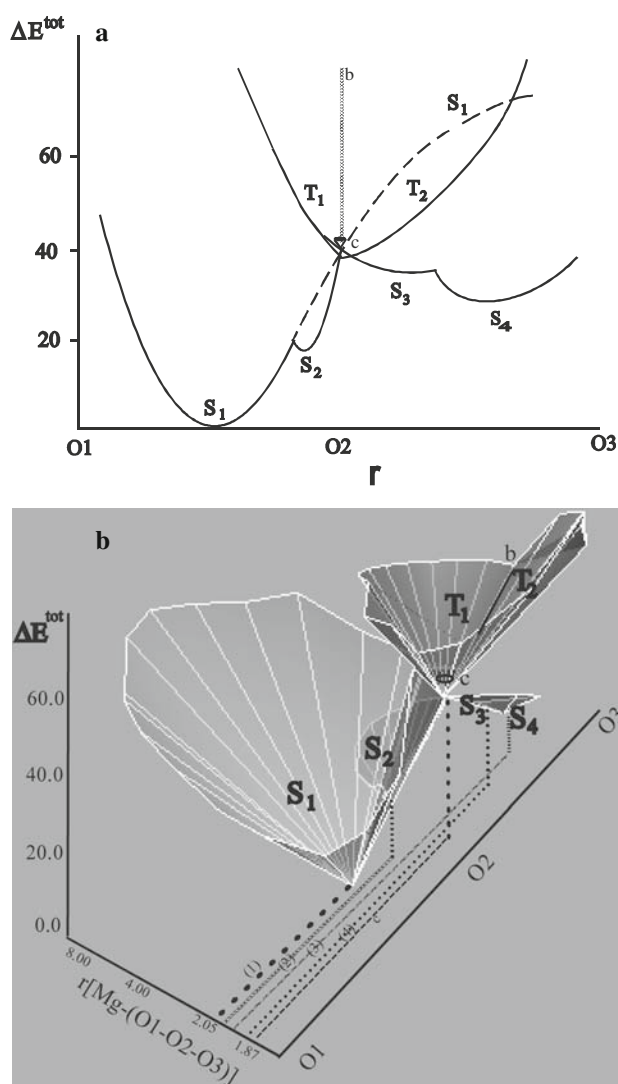 ΔE^tot a
b
S1
60
T1
T2
c
40
S3
20
S2
S4
S1
O1 O2 O3
r
b
b
T2
ΔE^tot
T1
60.0
c
S3
S4
O3
40.0
S2
S1
20.0
O2
0.0
(1) (2) (3) (4) c
8.00 4.00 2.05 1.87
r[Mg-(O1-O2-O3)]
O1